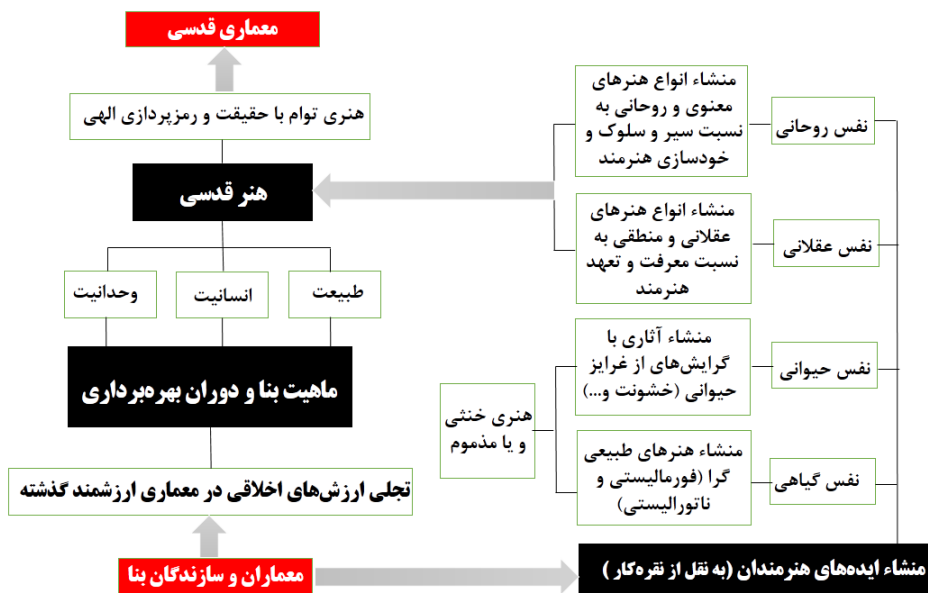 معماری قدسی
هنری توام با حقیقت و رمزپردازی الهی
هنر قدسی
طبیعت
انسانیت
وحدانیت
ماهیت بنا و دوران بهره‌برداری
تجلی ارزش‌های اخلاقی در معماری ارزشمند گذشته
معماران و سازندگان بنا
نفس روحانی
منشاء انواع هنرهای
معنوی و روحانی به
نسبت سیر و سلوک و
خودسازی هنرمند
نفس عقلانی
منشاء انواع هنرهای
عقلانی و منطقی به
نسبت معرفت و تعهد
هنرمند
نفس حیوانی
منشاء آثاری با
گرایش‌های از غرایز
حیوانی (خشونت و...)
نفس گیاهی
منشاء هنرهای طبیعی
گرا (فورمالیستی و
ناتورالیستی)
هنری خنثی
و یا مذموم
منشاء ایده‌های هنرمندان (به نقل از نقره‌کار )